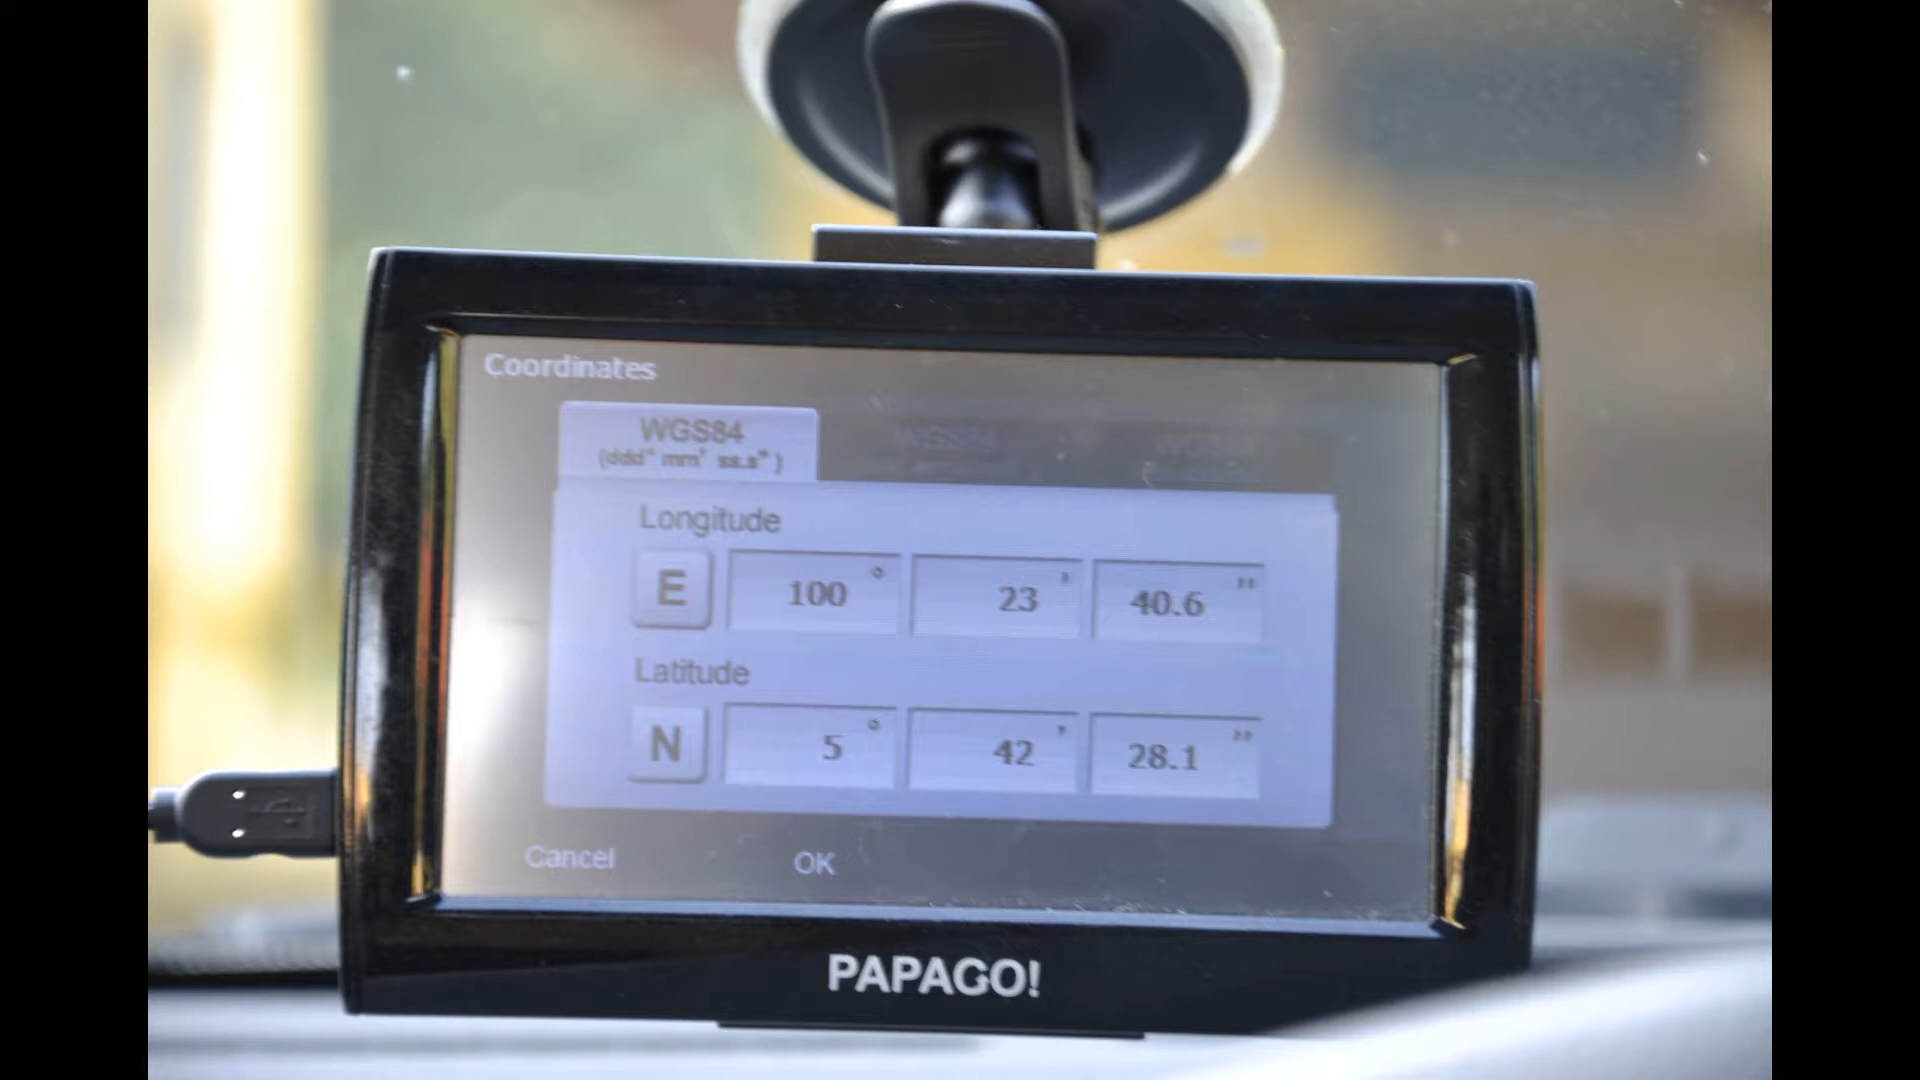 Coordinates
WGS84
(ddd° mm' ss.s")
Longitude
E 100 ° 23 ' 40.6 "
Latitude
N 5 ° 42 ' 28.1 "
Cancel OK
PAPAGO!